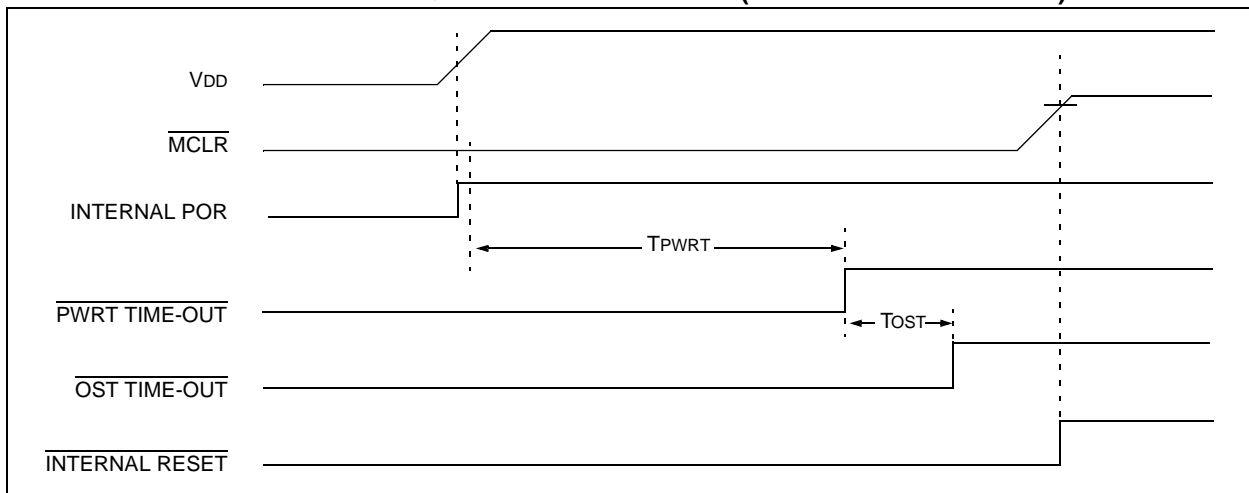 VDD
MCLR
INTERNAL POR
TPWRT
PWRT TIME-OUT
TOST
OST TIME-OUT
INTERNAL RESET